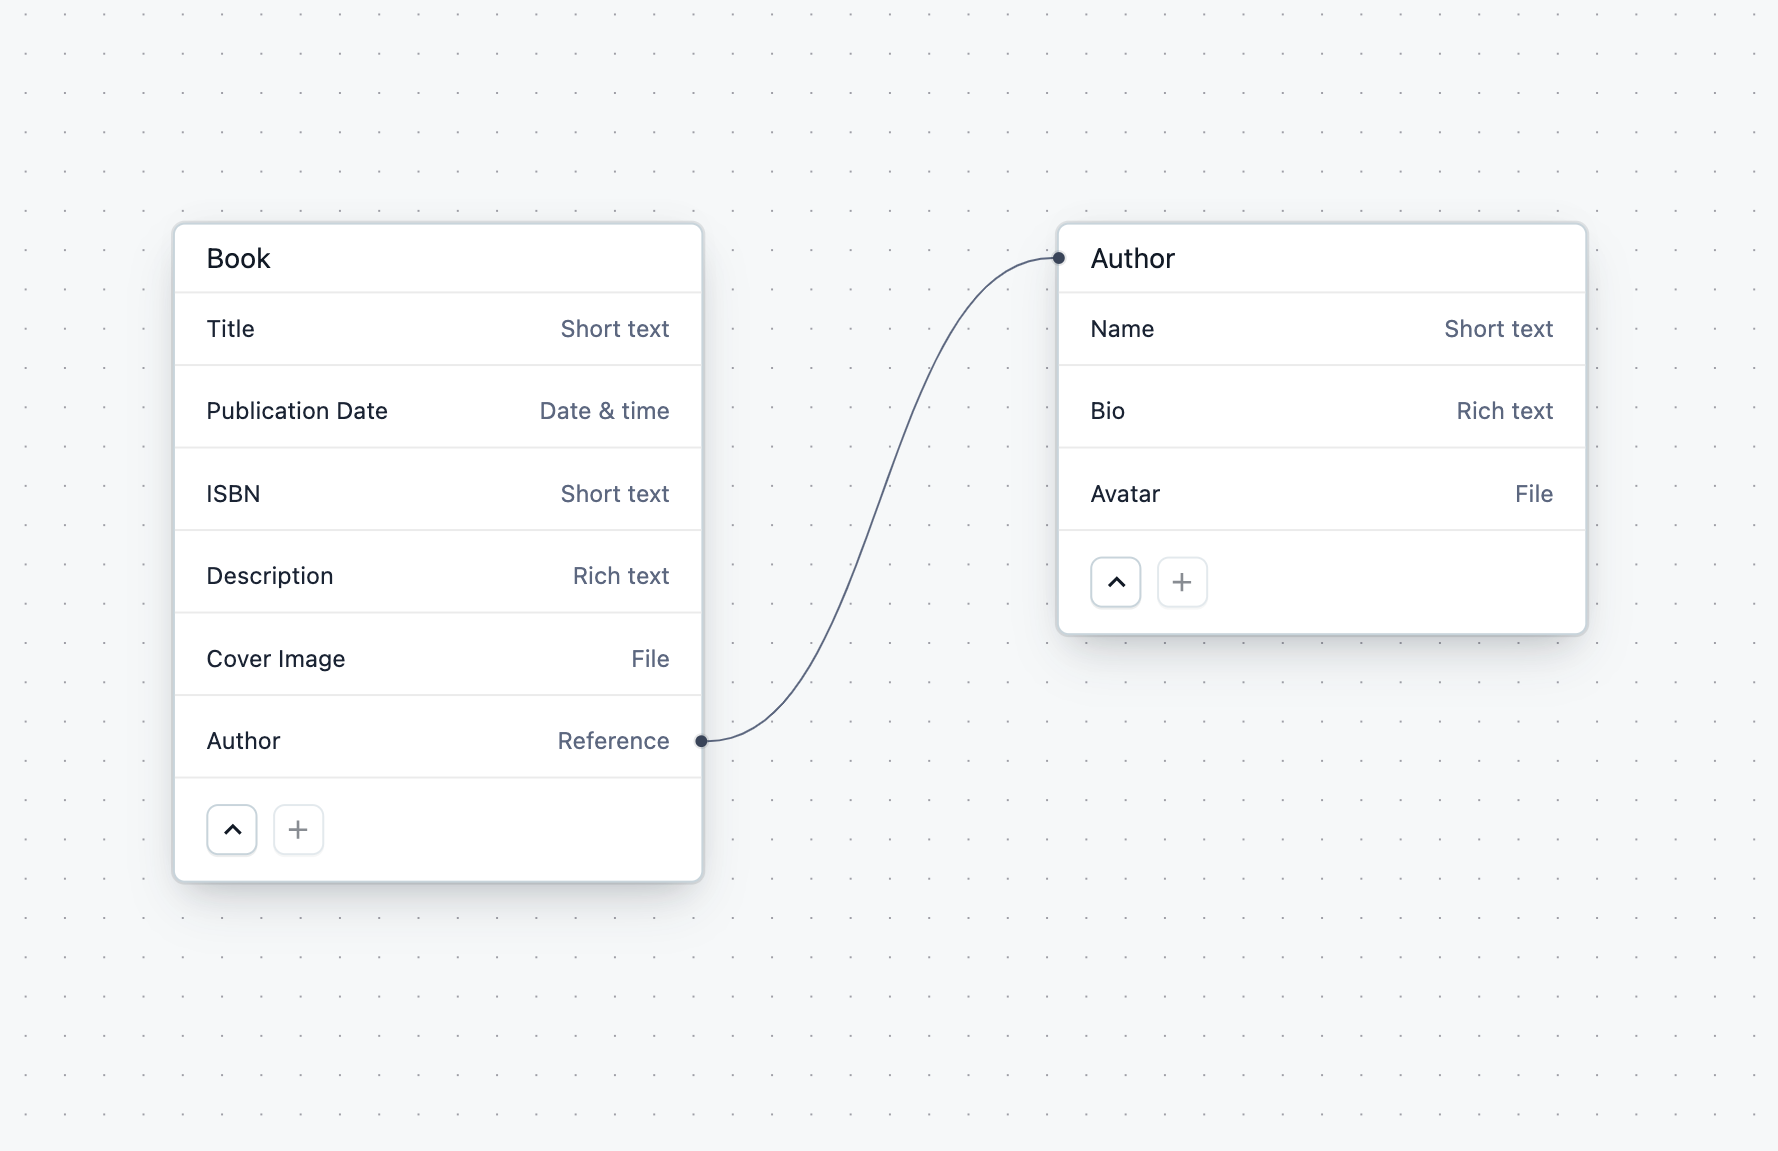 Book
Title Short text
Publication Date Date & time
ISBN Short text
Description Rich text
Cover Image File
Author Reference
Author
Name Short text
Bio Rich text
Avatar File